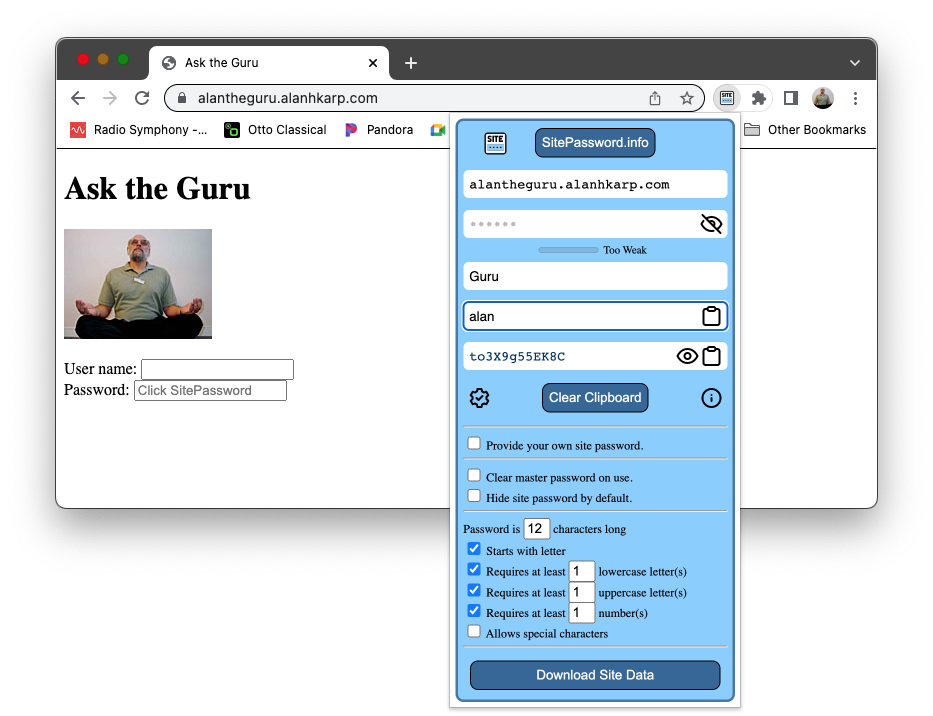 Ask the Guru
alantheguru.alanhkarp.com
Radio Symphony -...
Otto Classical
Pandora
Other Bookmarks
Ask the Guru
User name:
Password: Click SitePassword
SITE
SITE
SitePassword.info
alantheguru.alanhkarp.com
Too Weak
Guru
alan
to3X9g55EK8C
Clear Clipboard
Provide your own site password.
Clear master password on use.
Hide site password by default.
Password is 12 characters long
Starts with letter
Requires at least 1 lowercase letter(s)
Requires at least 1 uppercase letter(s)
Requires at least 1 number(s)
Allows special characters
Download Site Data